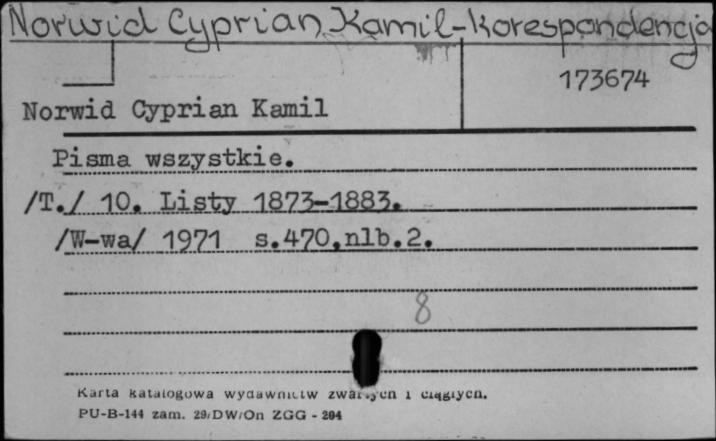 Norwid Cyprian Kamil-korespondencja
173674
Norwid Cyprian Kamil
Pisma wszystkie.
/T./ 10. Listy 1873-1883.
/W-wa/ 1971 s.470,nlb.2.
8
Karta katalogowa wydawnictw zwartych i ciągłych.
PU-B-144 zam. 29/DW/On ZGG - 204